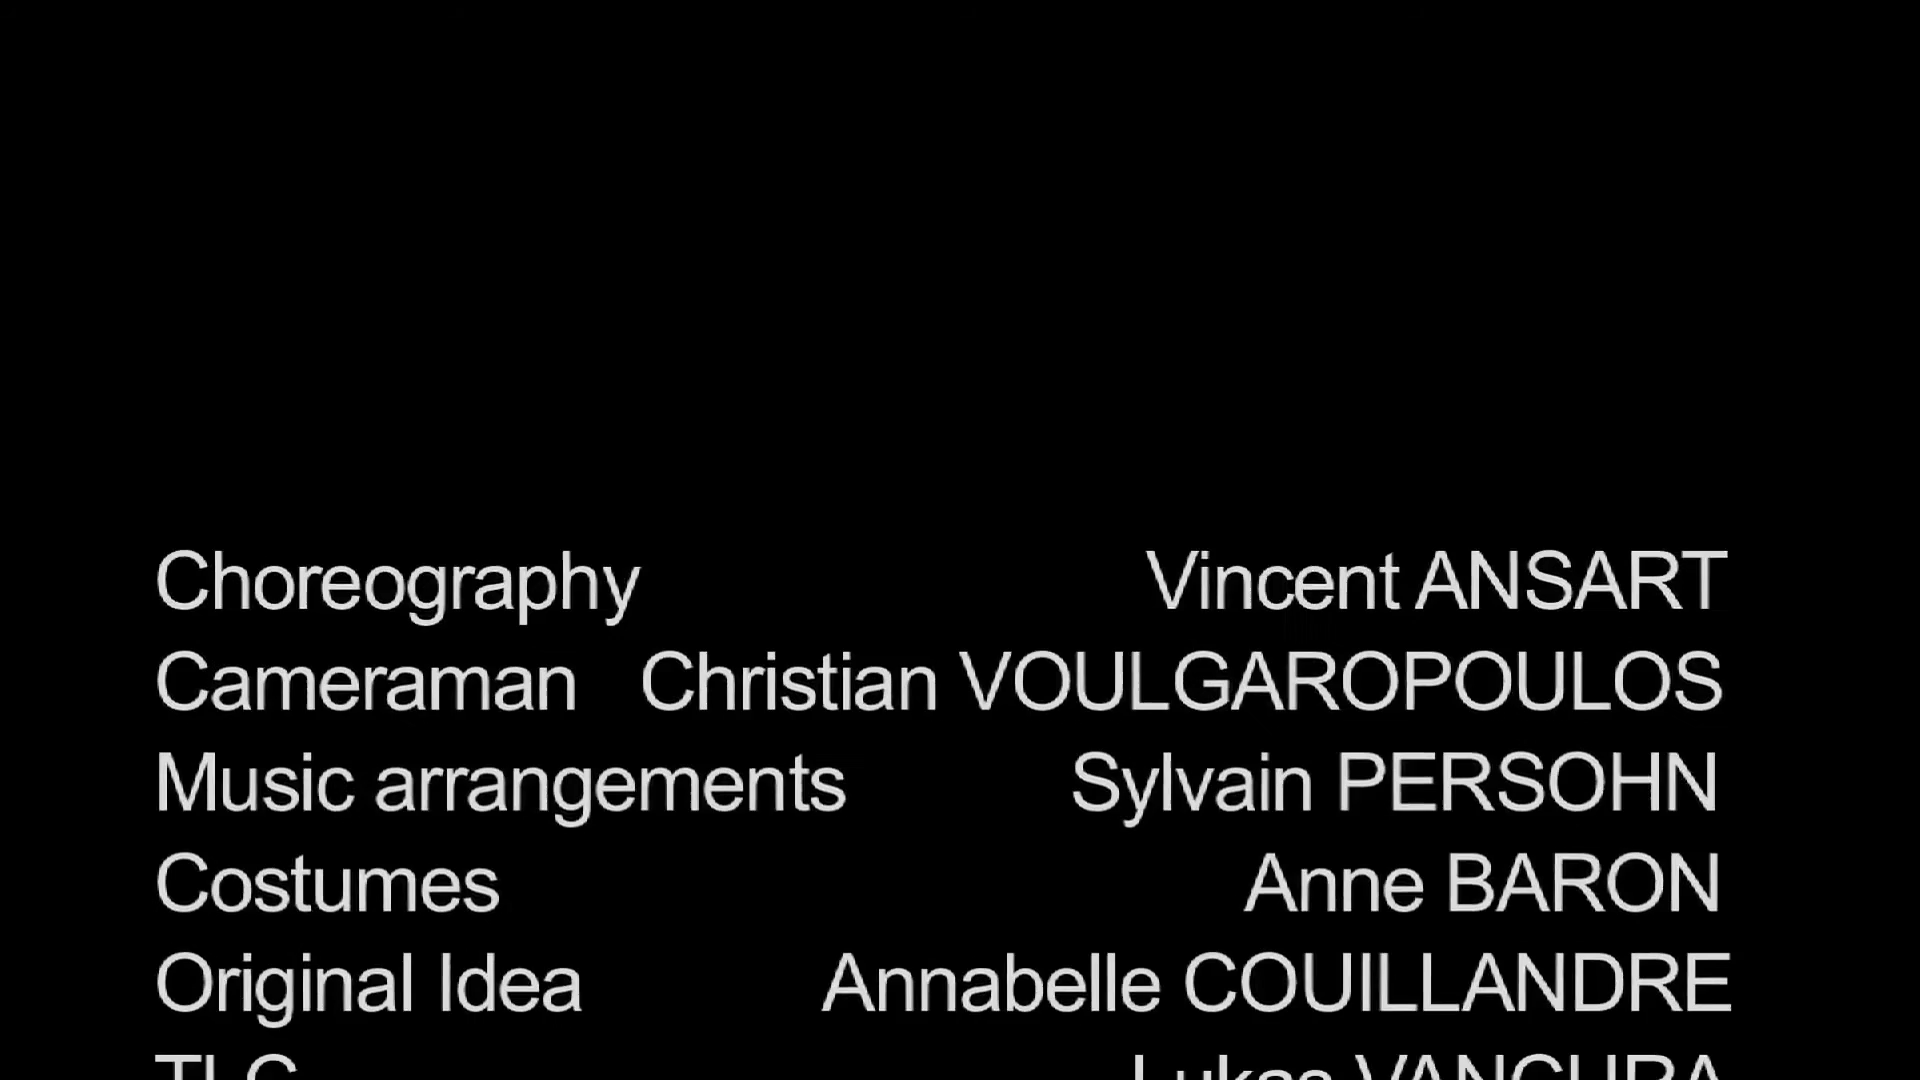 Choreography Vincent ANSART
Cameraman Christian VOULGAROPOULOS
Music arrangements Sylvain PERSOHN
Costumes Anne BARON
Original Idea Annabelle COUILLANDRE
TLC Lukas VANCURA